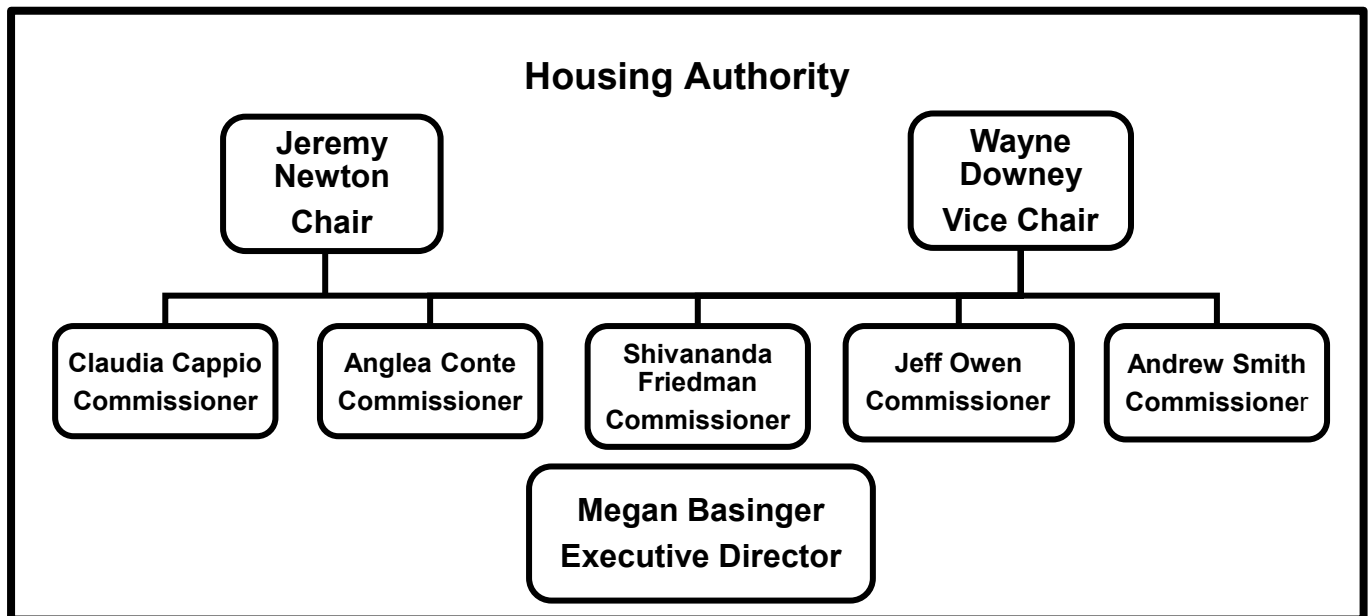 Housing Authority
Jeremy
Newton
Chair
Wayne
Downey
Vice Chair
Claudia Cappio
Commissioner
Anglea Conte
Commissioner
Shivananda
Friedman
Commissioner
Jeff Owen
Commissioner
Andrew Smith
Commissioner
Megan Basinger
Executive Director